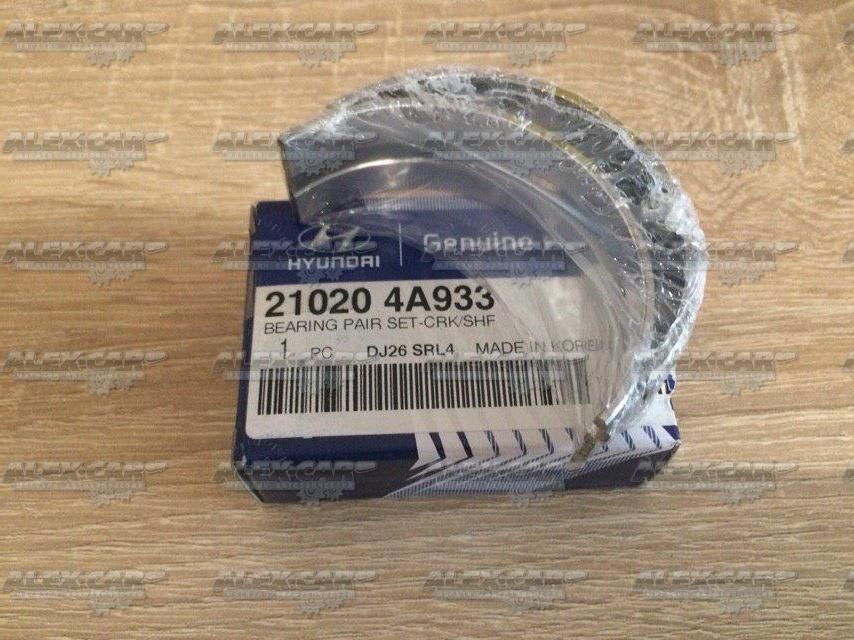 HYUNDAI
Genuine
21020 4A933
BEARING PAIR SET-CRK/SHF
1 PC DJ26 SRL4 MADE IN KOREA
ALEX-CAR